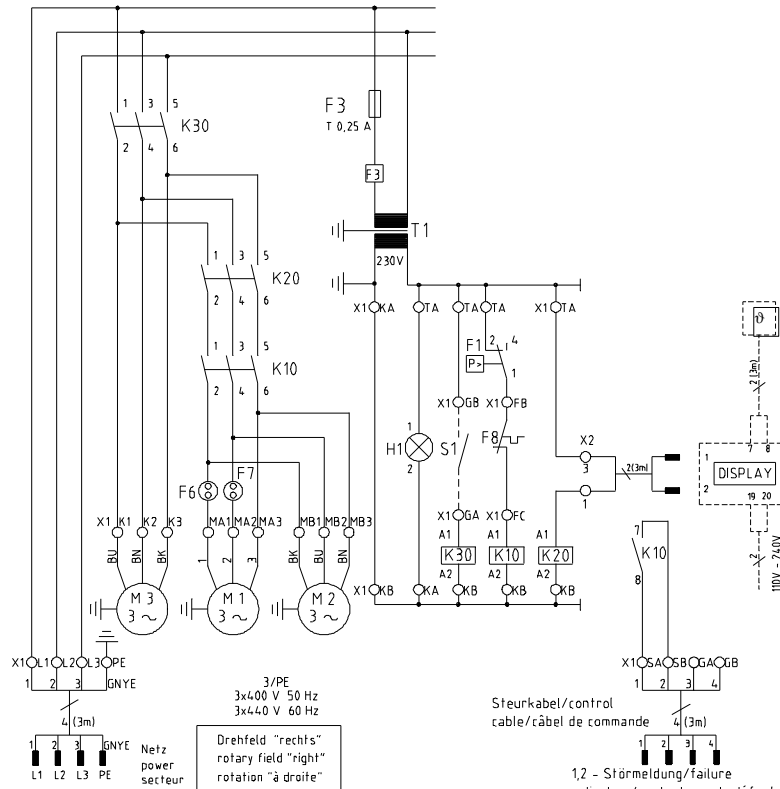 1 3 5
K30
2 4 6
F3
T 0,25 A
F3
T1
230V
1 3 5
K20
2 4 6
1 3 5
K10
2 4 6
X1 KA TA TA TA X1 TA
F1
2 4
P>
1
X1 GB X1 FB
H1
1
2
S1
F8
X1 GA X1 FC
X2
3
1
2(3m)
ϑ
2 (3m)
7 8
1
2
DISPLAY
19 20
2
110V - 240V
F6 F7
X1 K1 K2 K3 MA1 MA2 MA3 MB1 MB2 MB3
BU BN BK 1 2 3 BK BU BN
M 3
3 ~
M 1
3 ~
M 2
3 ~
A1 A1 A1
K30 K10 K20
A2 A2 A2
X1 KB KA KB KB KB
7
K10
8
X1 L1 L2 L3 PE
1 2 3 GNYE
4 (3m)
1 2 3 GNYE
L1 L2 L3 PE
Netz
power
secteur
3/PE
3x400 V 50 Hz
3x440 V 60 Hz
Drehfeld "rechts"
rotary field "right"
rotation "à droite"
X1 SA SB GA GB
1 2 3 4
Steurkabel/control
cable/câbel de commande
4 (3m)
1 2 3 4
1,2 - Störmeldung/failure